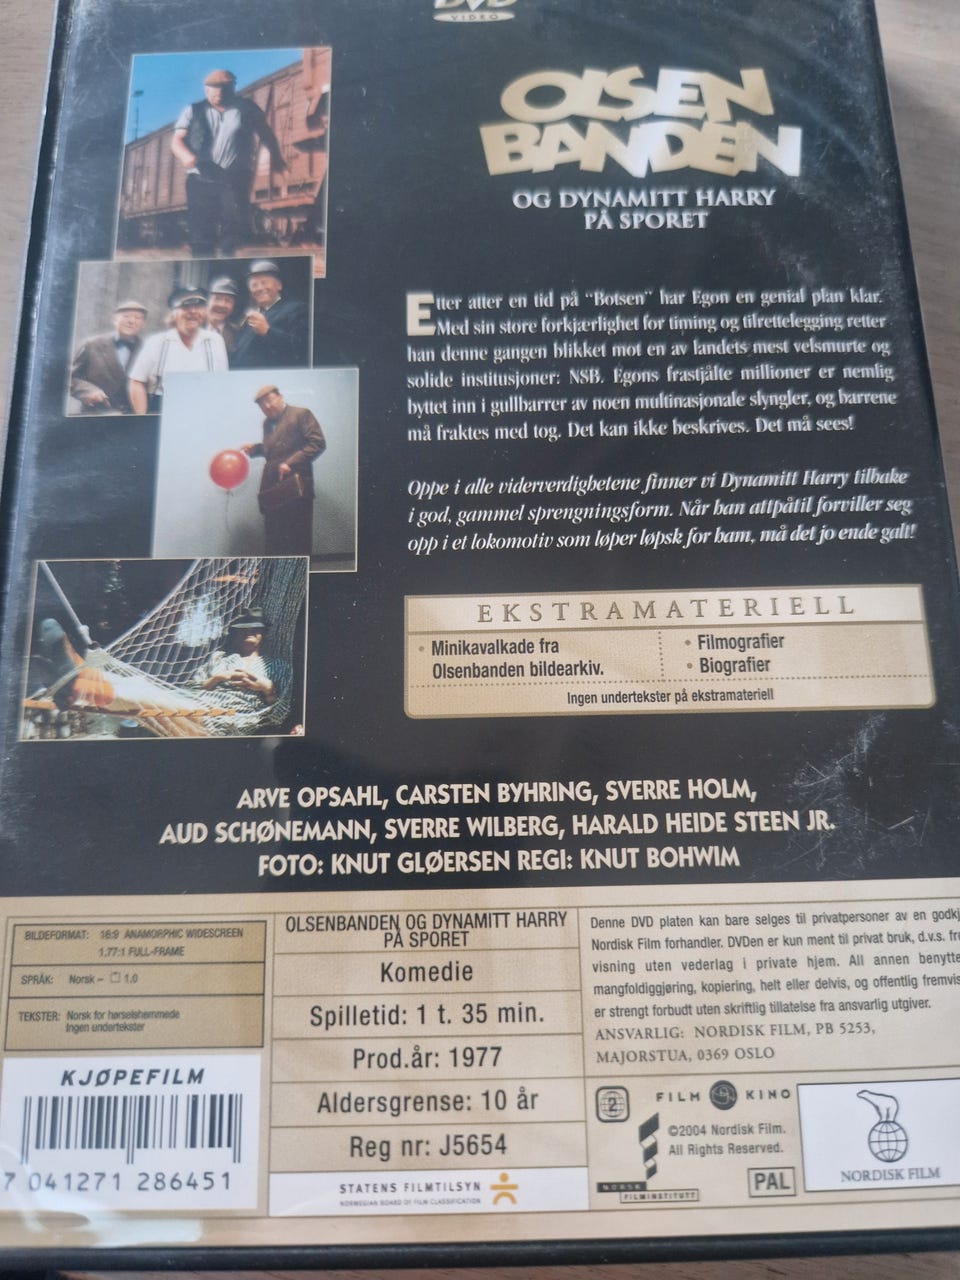 DVD
VIDEO
OLSEN
BANDEN
OG DYNAMITT HARRY
PÅ SPORET
Etter atter en tid på "Botsen" har Egon en genial plan klar.
Med sin store forkjærlighet for timing og tilrettelegging retter
han denne gangen blikket mot en av landets mest velsmurte og
solide institusjoner: NSB. Egons frastjålte millioner er nemlig
byttet inn i gullbarrer av noen multinasjonale slyngler, og barrene
må fraktes med tog. Det kan ikke beskrives. Det må sees!
Oppe i alle viderverdighetene finner vi Dynamitt Harry tilbake
i god, gammel sprengningsform. Når han attpåtil forviller seg
opp i et lokomotiv som løper løpsk for ham, må det jo ende galt!
EKSTRAMATERIELL
• Minikavalkade fra
Olsenbanden bildearkiv.
• Filmografier
• Biografier
Ingen undertekster på ekstramateriell
ARVE OPSAHL, CARSTEN BYHRING, SVERRE HOLM,
AUD SCHØNEMANN, SVERRE WILBERG, HARALD HEIDE STEEN JR.
FOTO: KNUT GLØERSEN REGI: KNUT BOHWIM
BILDEFORMAT: 16:9 ANAMORPHIC WIDESCREEN
1.77:1 FULL-FRAME
SPRÅK: Norsk – 1.0
TEKSTER: Norsk for hørselshemmede
Ingen undertekster
KJØPEFILM
7 041271 286451
OLSENBANDEN OG DYNAMITT HARRY
PÅ SPORET
Komedie
Spilletid: 1 t. 35 min.
Prod.år: 1977
Aldersgrense: 10 år
Reg nr: J5654
STATENS FILMTILSYN
NORWEGIAN BOARD OF FILM CLASSIFICATION
Denne DVD platen kan bare selges til privatpersoner av en godkj
Nordisk Film forhandler. DVDen er kun ment til privat bruk, d.v.s. fr
visning uten vederlag i private hjem. All annen benytte
mangfoldiggjøring, kopiering, helt eller delvis, og offentlig fremvis
er strengt forbudt uten skriftlig tillatelse fra ansvarlig utgiver.
ANSVARLIG: NORDISK FILM, PB 5253,
MAJORSTUA, 0369 OSLO
2
FILM KINO
©2004 Nordisk Film.
All Rights Reserved.
NORSK
FILMINSTITUTT
PAL
NORDISK FILM